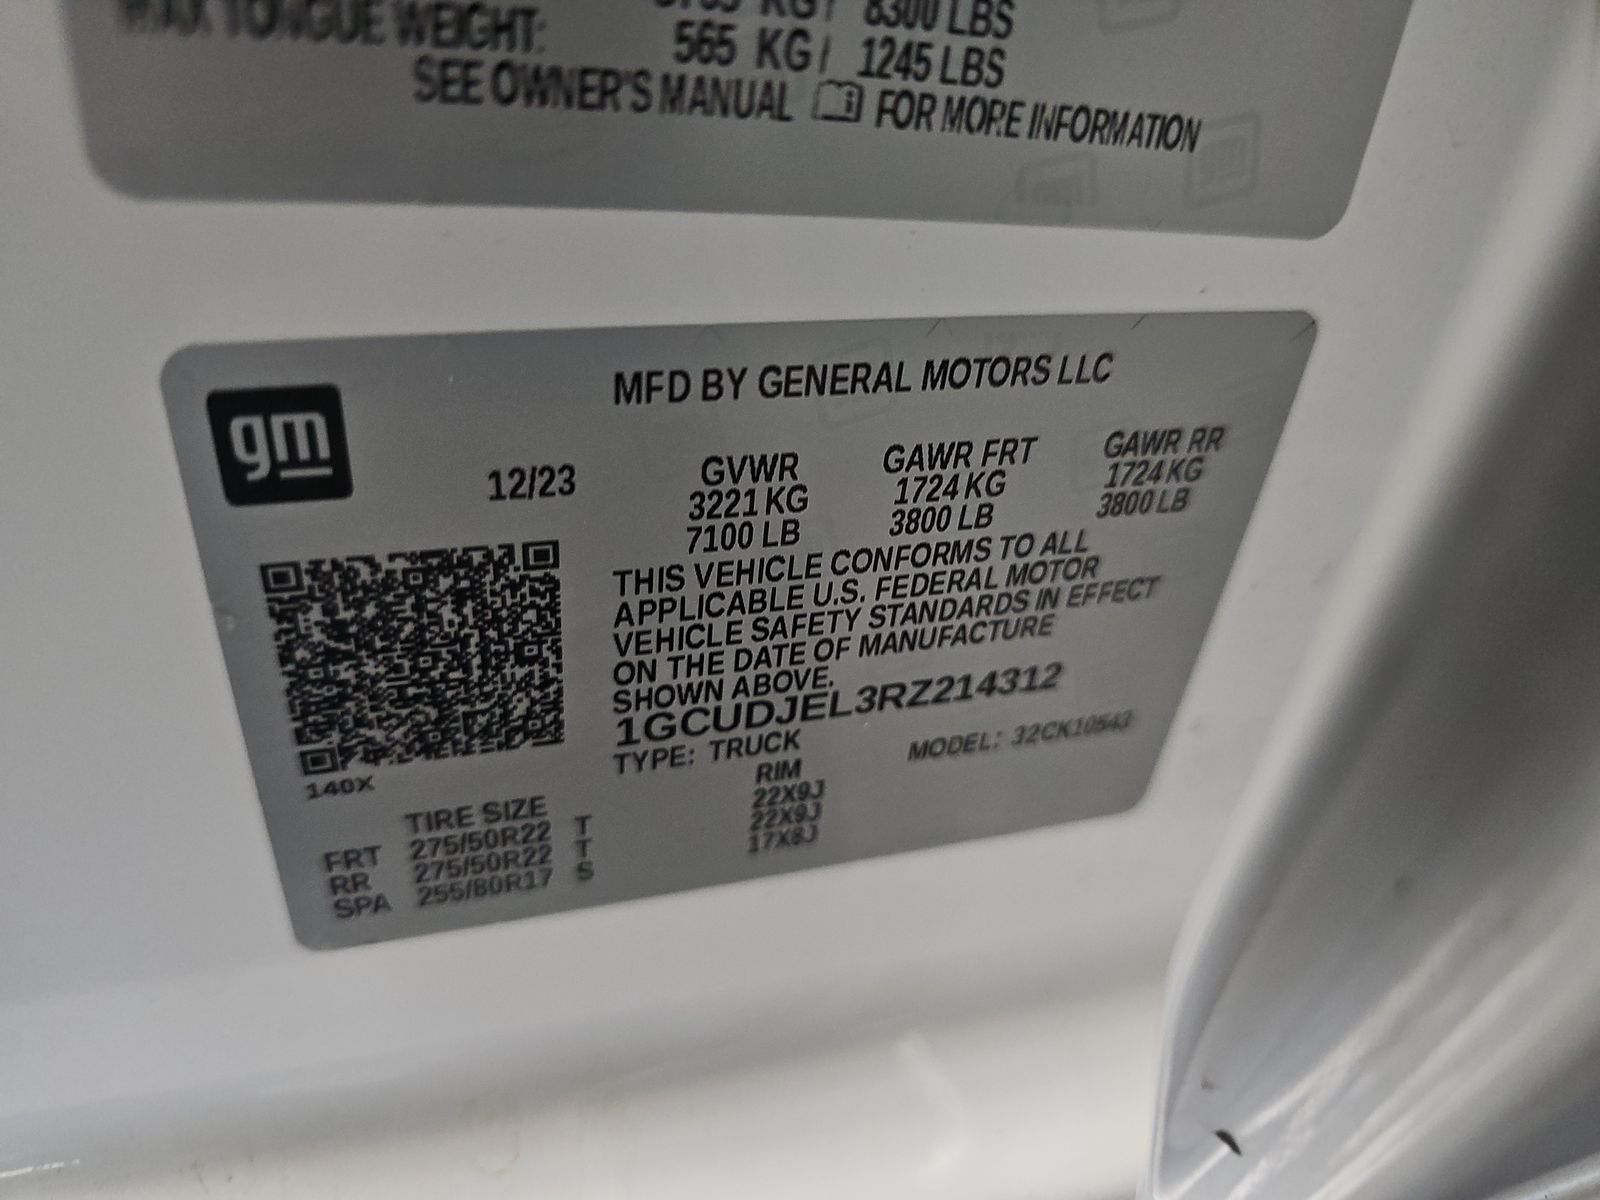 8300 LBS
MAX TONGUE WEIGHT: 565 KG / 1245 LBS
SEE OWNER'S MANUAL FOR MORE INFORMATION
gm
MFD BY GENERAL MOTORS LLC
12/23 GVWR GAWR FRT GAWR RR
3221 KG 1724 KG 1724 KG
7100 LB 3800 LB 3800 LB
THIS VEHICLE CONFORMS TO ALL
APPLICABLE U.S. FEDERAL MOTOR
VEHICLE SAFETY STANDARDS IN EFFECT
ON THE DATE OF MANUFACTURE
SHOWN ABOVE.
1GCUDJEL3RZ214312
TYPE: TRUCK MODEL: 32CK10543
140X
TIRE SIZE RIM
FRT 275/50R22 T 22X9J
RR 275/50R22 T 22X9J
SPA 255/80R17 S 17X8J